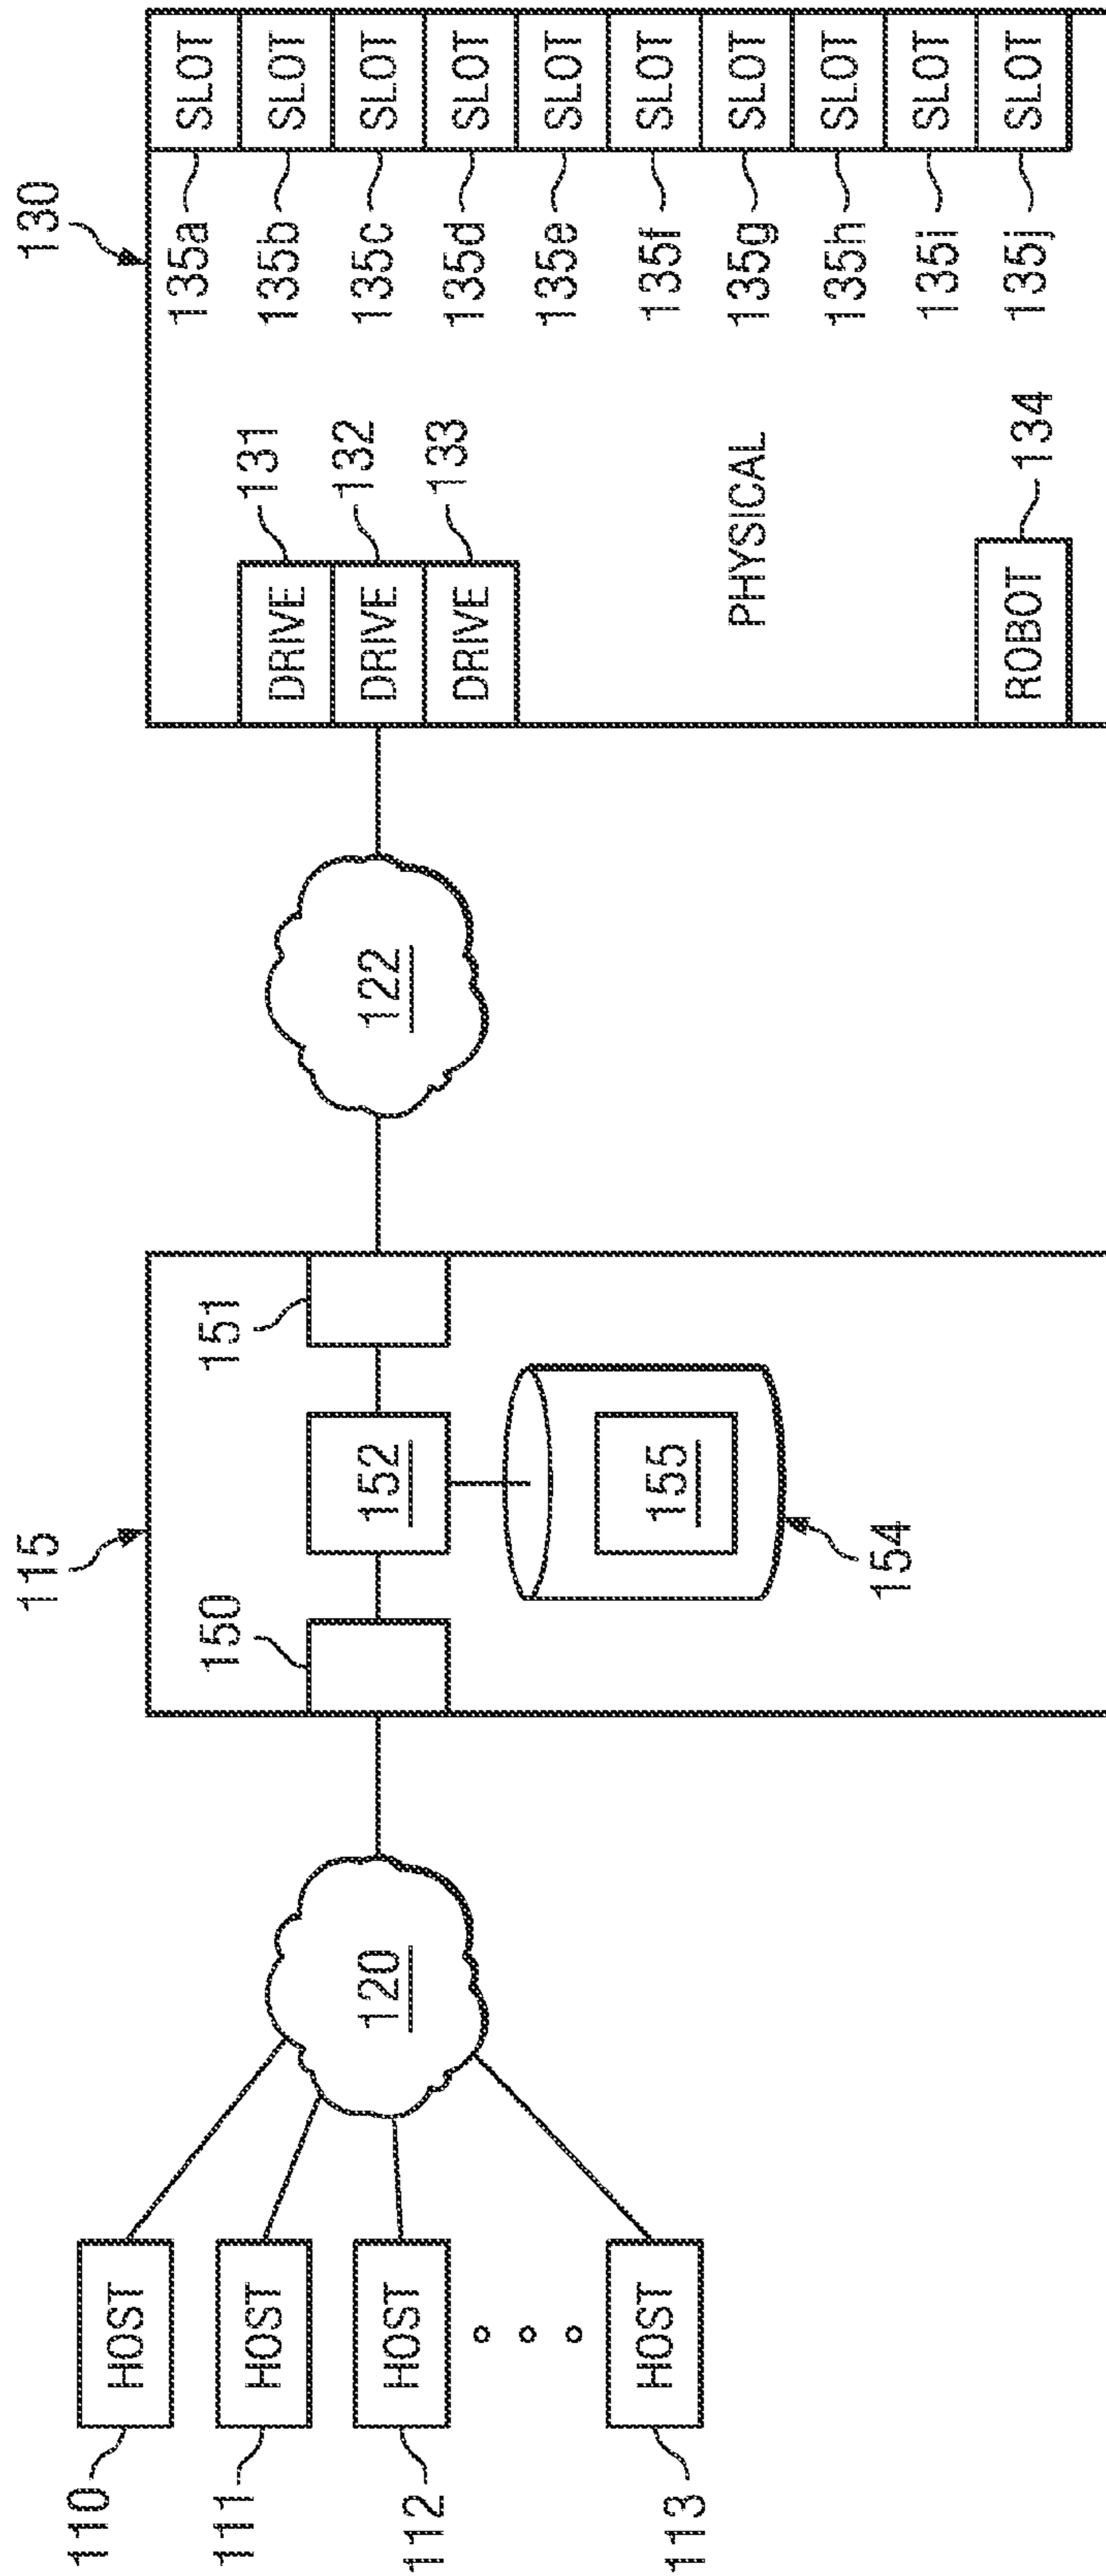 110
HOST
111
HOST
112
HOST
113
HOST
120
115
150
152
151
155
154
122
130
DRIVE
131
DRIVE
132
DRIVE
133
PHYSICAL
ROBOT
134
135a
SLOT
135b
SLOT
135c
SLOT
135d
SLOT
135e
SLOT
135f
SLOT
135g
SLOT
135h
SLOT
135i
SLOT
135j
SLOT